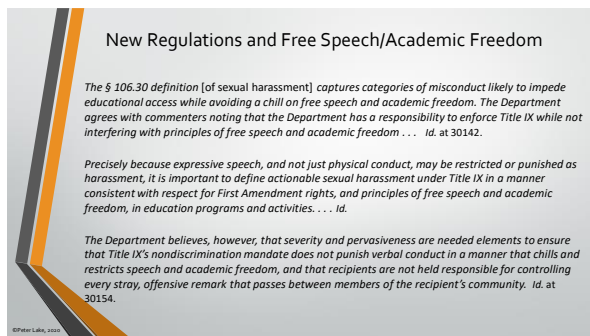 New Regulations and Free Speech/Academic Freedom
The § 106.30 definition [of sexual harassment] captures categories of misconduct likely to impede
educational access while avoiding a chill on free speech and academic freedom. The Department
agrees with commenters noting that the Department has a responsibility to enforce Title IX while not
interfering with principles of free speech and academic freedom . . .   Id. at 30142.
Precisely because expressive speech, and not just physical conduct, may be restricted or punished as
harassment, it is important to define actionable sexual harassment under Title IX in a manner
consistent with respect for First Amendment rights, and principles of free speech and academic
freedom, in education programs and activities. . . . Id.
The Department believes, however, that severity and pervasiveness are needed elements to ensure
that Title IX's nondiscrimination mandate does not punish verbal conduct in a manner that chills and
restricts speech and academic freedom, and that recipients are not held responsible for controlling
every stray, offensive remark that passes between members of the recipient's community.  Id. at
30154.
©Peter Lake, 2020